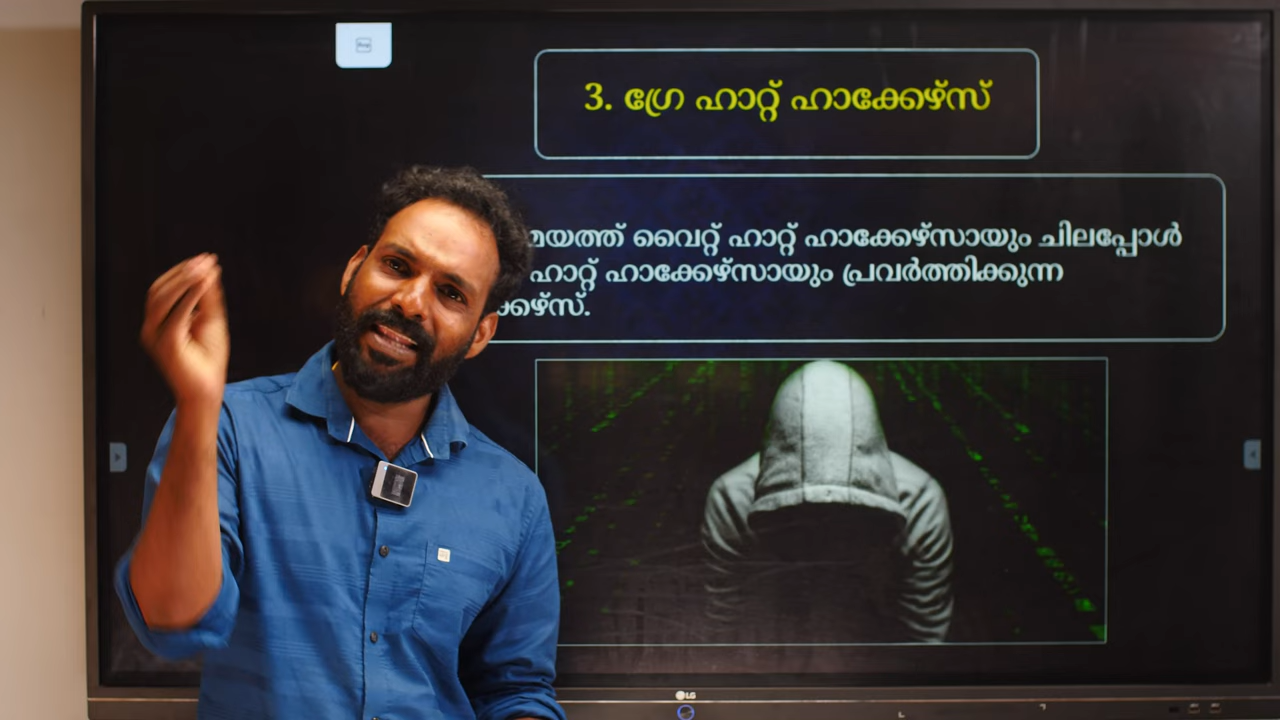 3. ഗ്രേ ഹാറ്റ് ഹാക്കേഴ്സ്
വൈറ്റ് ഹാറ്റ് ഹാക്കേഴ്സായും ചിലപ്പോൾ
ഹാറ്റ് ഹാക്കേഴ്സായും പ്രവർത്തിക്കുന്ന
LG